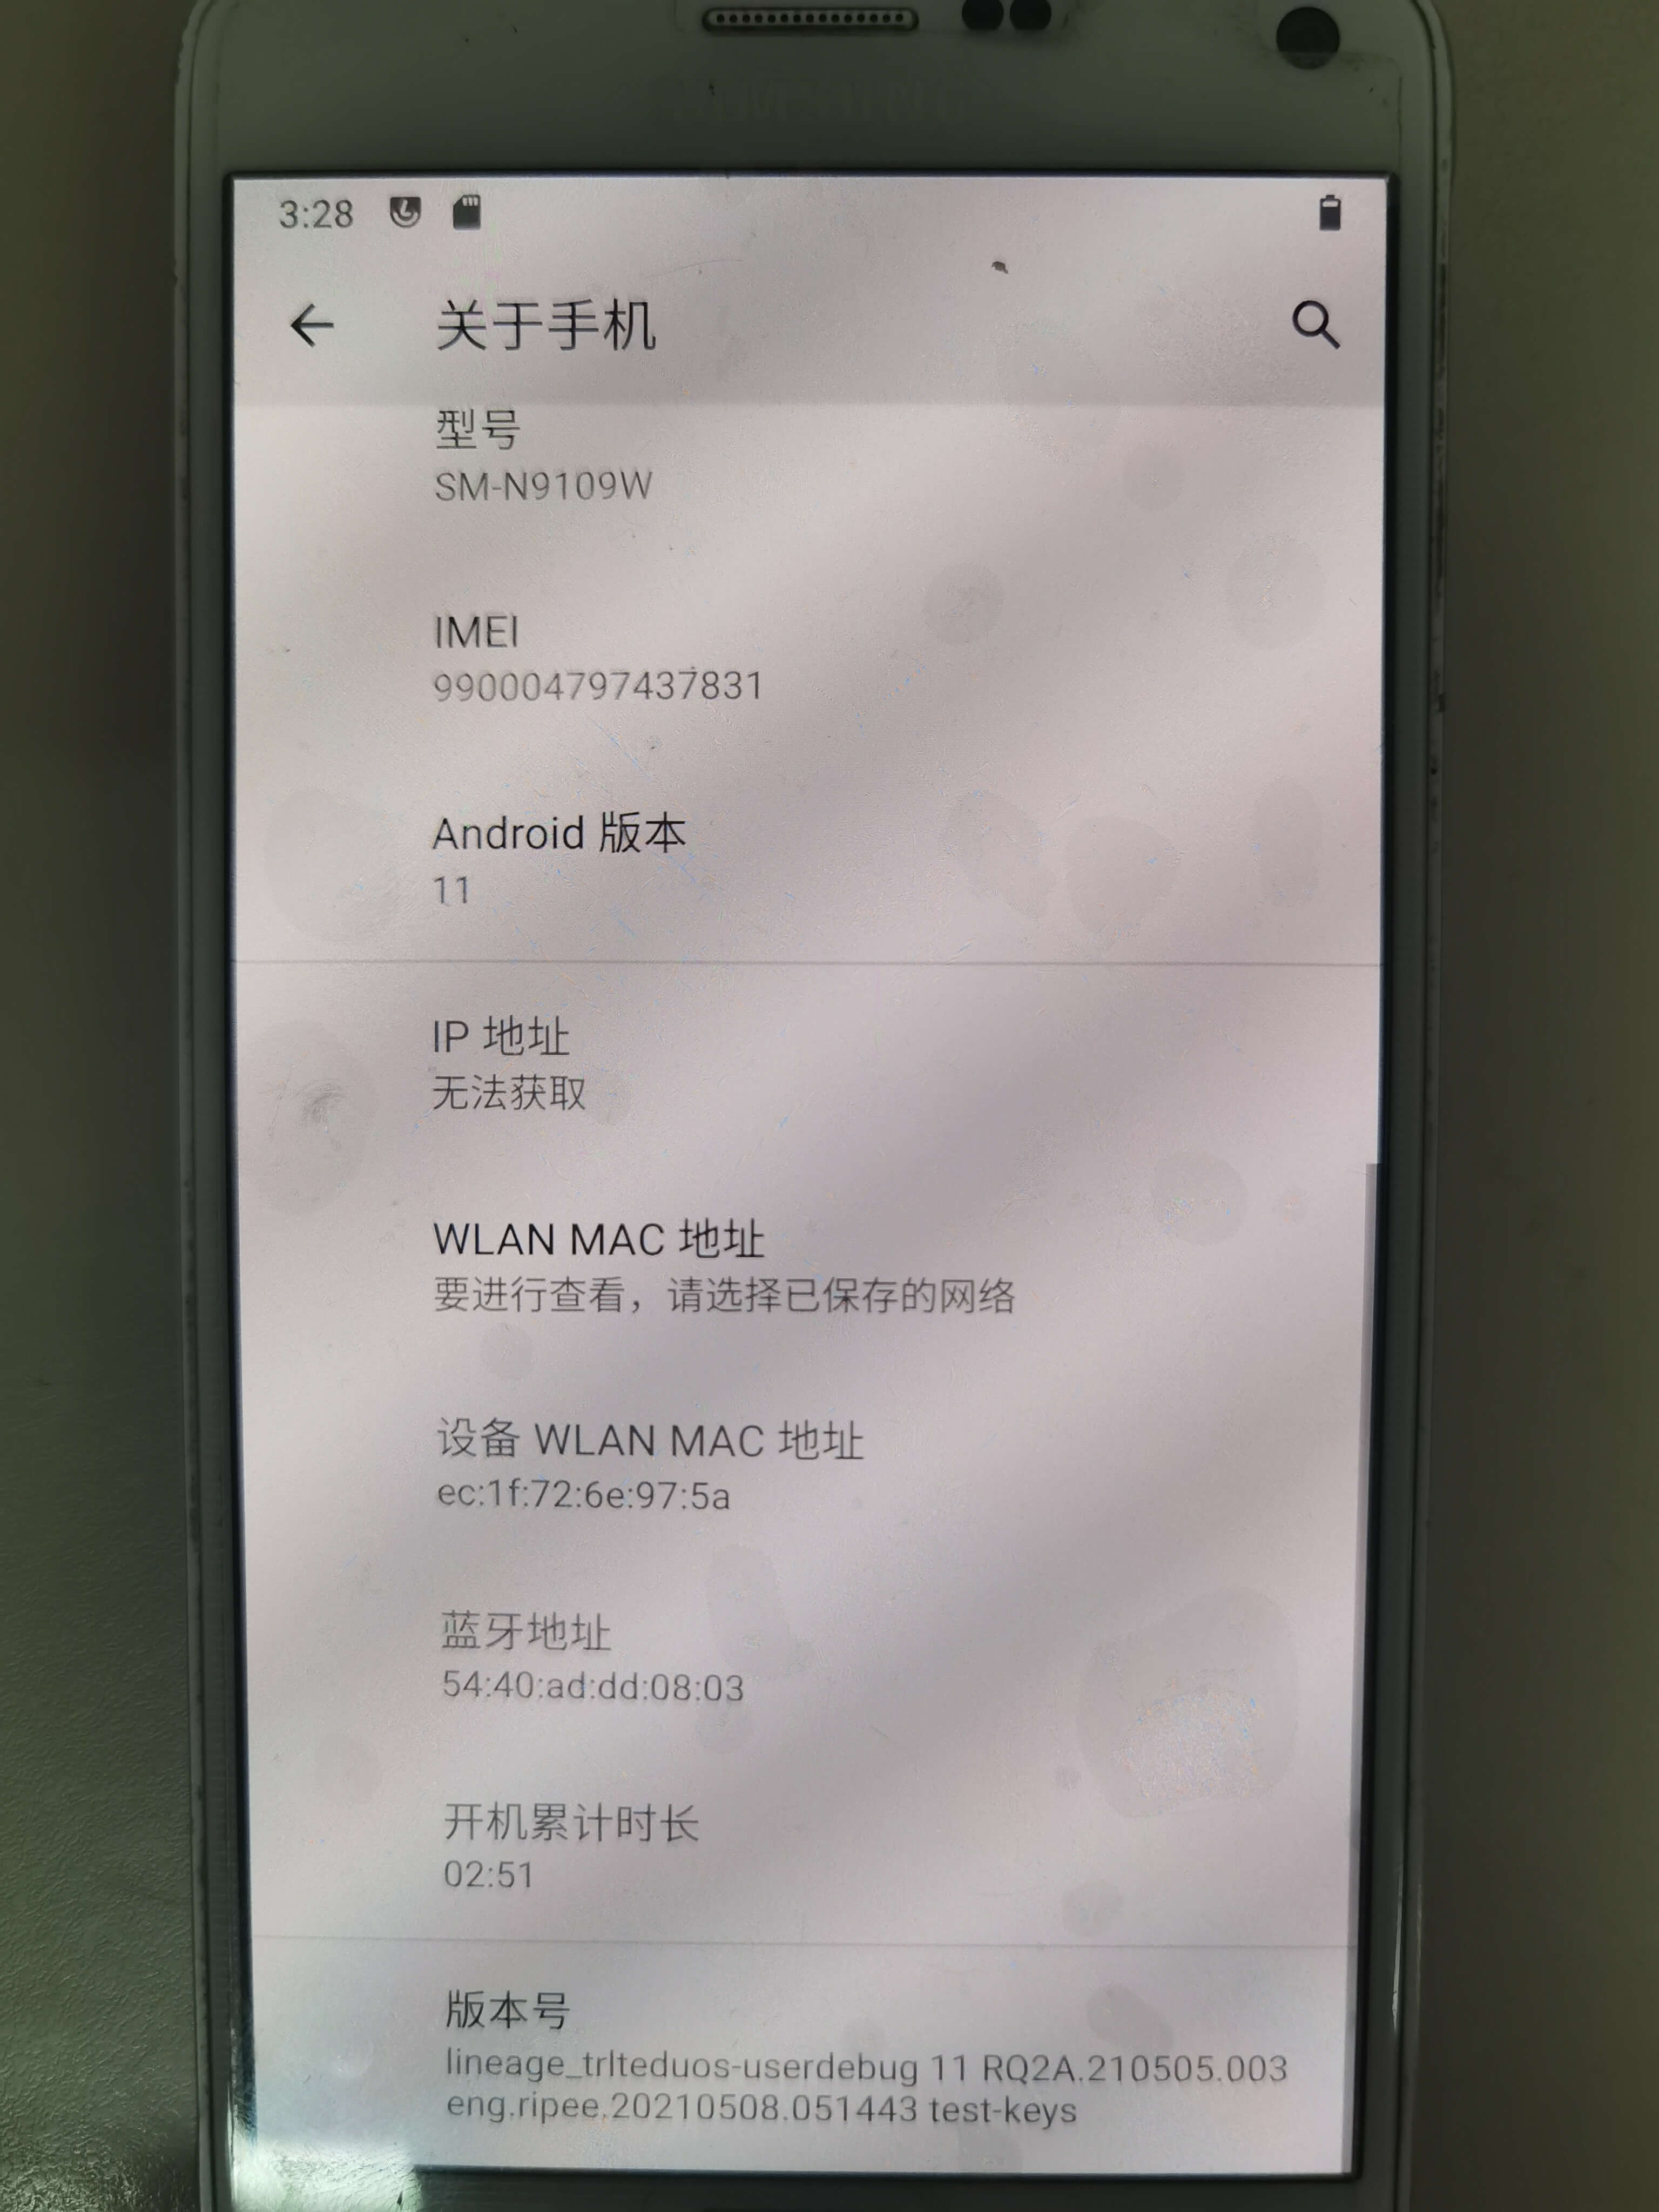 3:28
关于手机
型号
SM-N9109W
IMEI
990004797437831
Android 版本
11
IP 地址
无法获取
WLAN MAC 地址
要进行查看，请选择已保存的网络
设备 WLAN MAC 地址
ec:1f:72:6e:97:5a
蓝牙地址
54:40:ad:dd:08:03
开机累计时长
02:51
版本号
lineage_trlteduos-userdebug 11 RQ2A.210505.003
eng.ripee.20210508.051443 test-keys